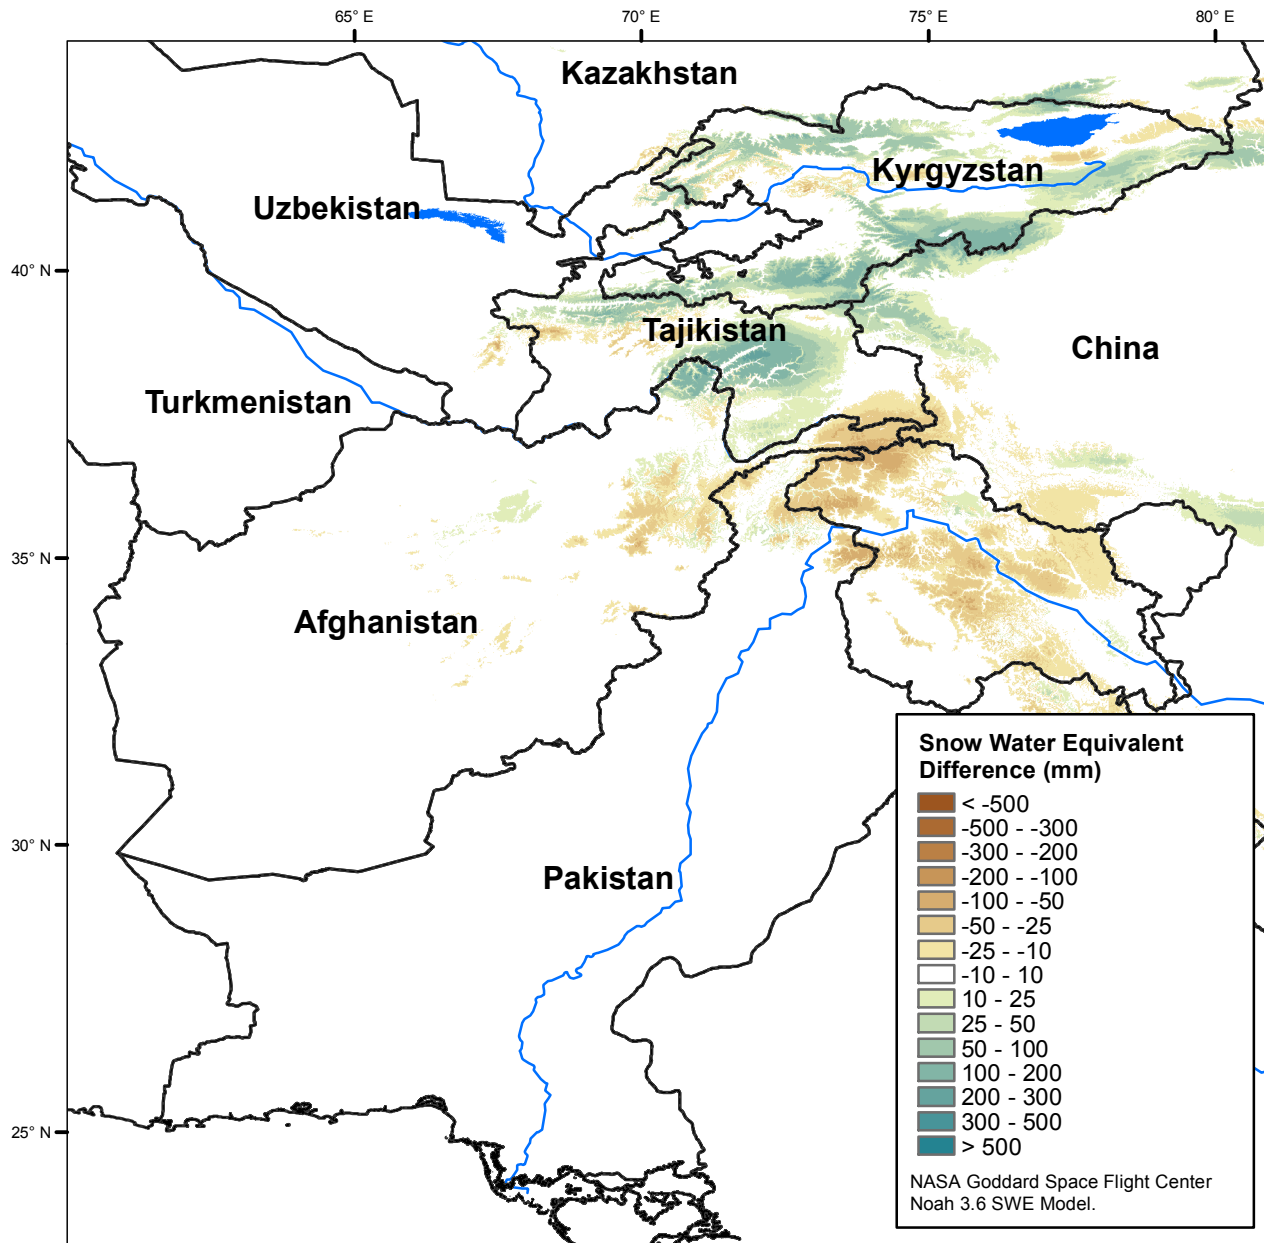 65° E
70° E
75° E
80° E
Kazakhstan
Kyrgyzstan
Uzbekistan
40° N
Tajikistan
China
Turkmenistan
35° N
Afghanistan
Snow Water Equivalent
Difference (mm)
< -500
-500 - -300
-300 - -200
-200 - -100
-100 - -50
-50 - -25
-25 - -10
-10 - 10
10 - 25
25 - 50
50 - 100
100 - 200
200 - 300
300 - 500
> 500
NASA Goddard Space Flight Center
Noah 3.6 SWE Model.
30° N
Pakistan
25° N